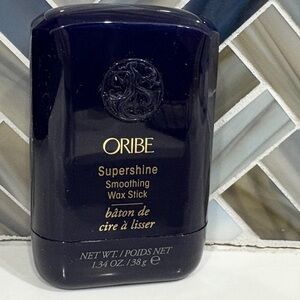 ORIBE
Supershine
Smoothing
Wax Stick
bâton de
cire à lisser
NET WT. / POIDS NET
1.34 OZ. / 38 g ℮